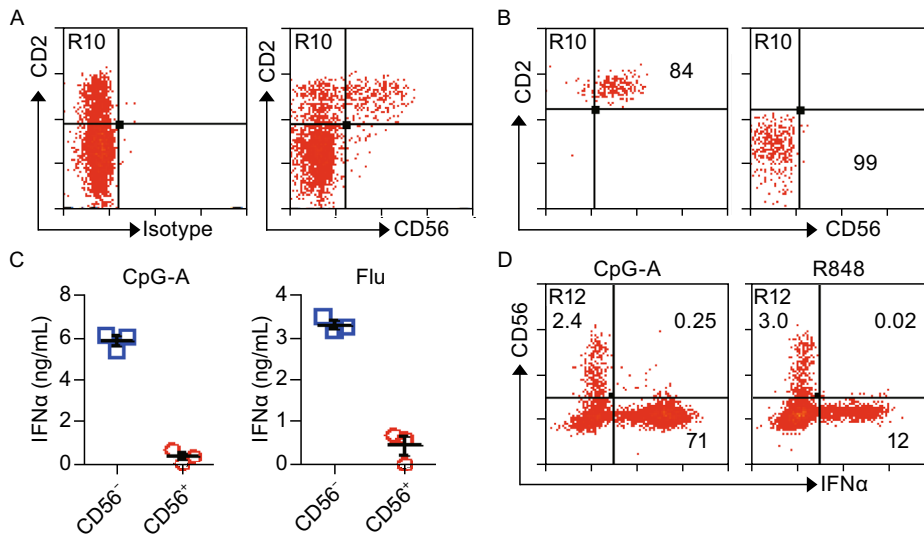 A
CD2
R10
Isotype
CD2
R10
CD56
B
CD2
R10
84
R10
99
CD56
C
CpG-A
IFNα (ng/mL)
8
6
4
2
0
CD56⁻
CD56⁺
Flu
IFNα (ng/mL)
4
3
1
1
0
CD56⁻
CD56⁺
D
CpG-A
R848
CD56
R12
2.4
0.25
71
R12
3.0
0.02
12
IFNα